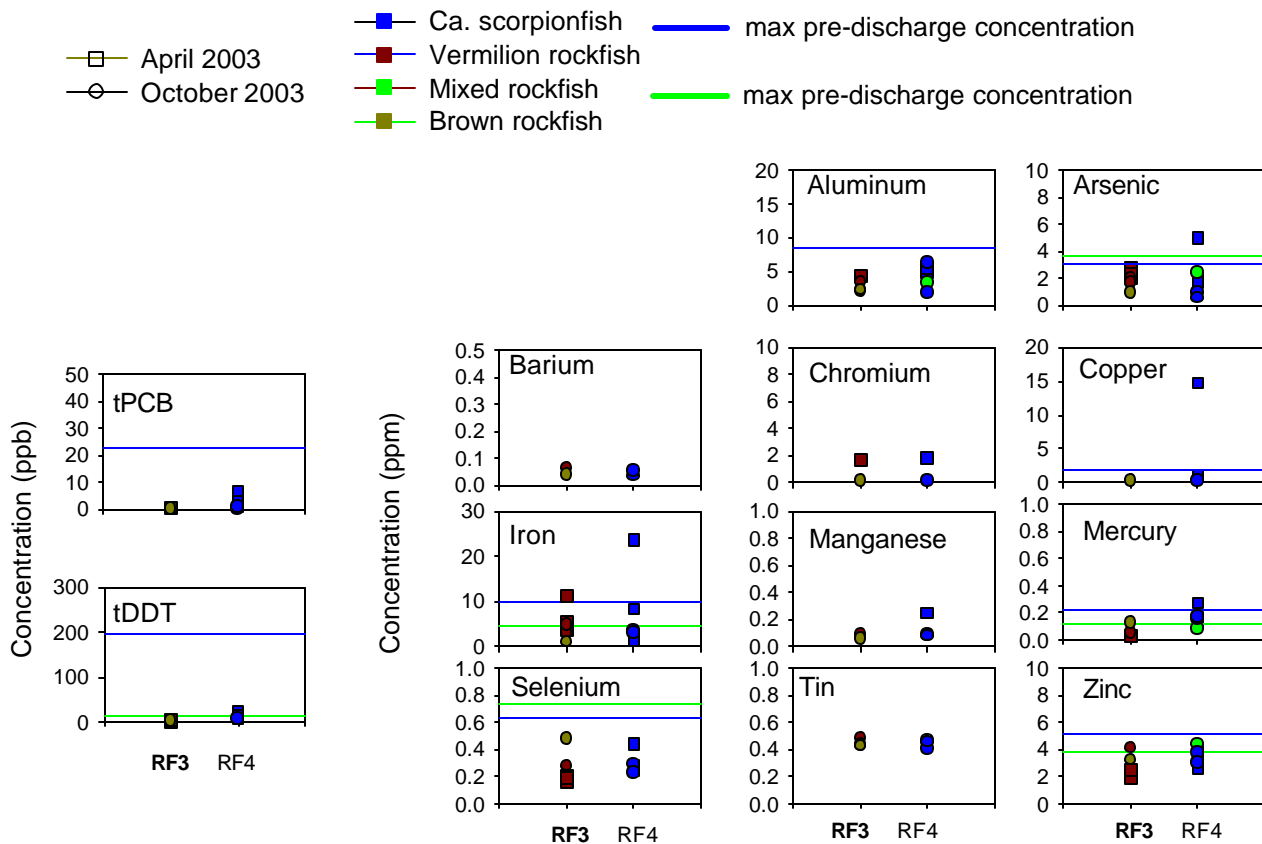 April 2003
October 2003
Ca. scorpionfish
Vermilion rockfish
Mixed rockfish
Brown rockfish
max pre-discharge concentration
max pre-discharge concentration
Concentration (ppb)
tPCB
50
40
30
20
10
0
tDDT
300
200
100
0
RF3 RF4
Concentration (ppm)
Barium
0.5
0.4
0.3
0.2
0.1
0.0
Iron
30
20
10
0
Selenium
1.0
0.8
0.6
0.4
0.2
0.0
RF3 RF4
Aluminum
20
15
10
5
0
Chromium
10
8
6
4
2
0
Manganese
1.0
0.8
0.6
0.4
0.2
0.0
Tin
1.0
0.8
0.6
0.4
0.2
0.0
RF3 RF4
Arsenic
10
8
6
4
2
0
Copper
20
15
10
5
0
Mercury
1.0
0.8
0.6
0.4
0.2
0.0
Zinc
10
8
6
4
2
0
RF3 RF4